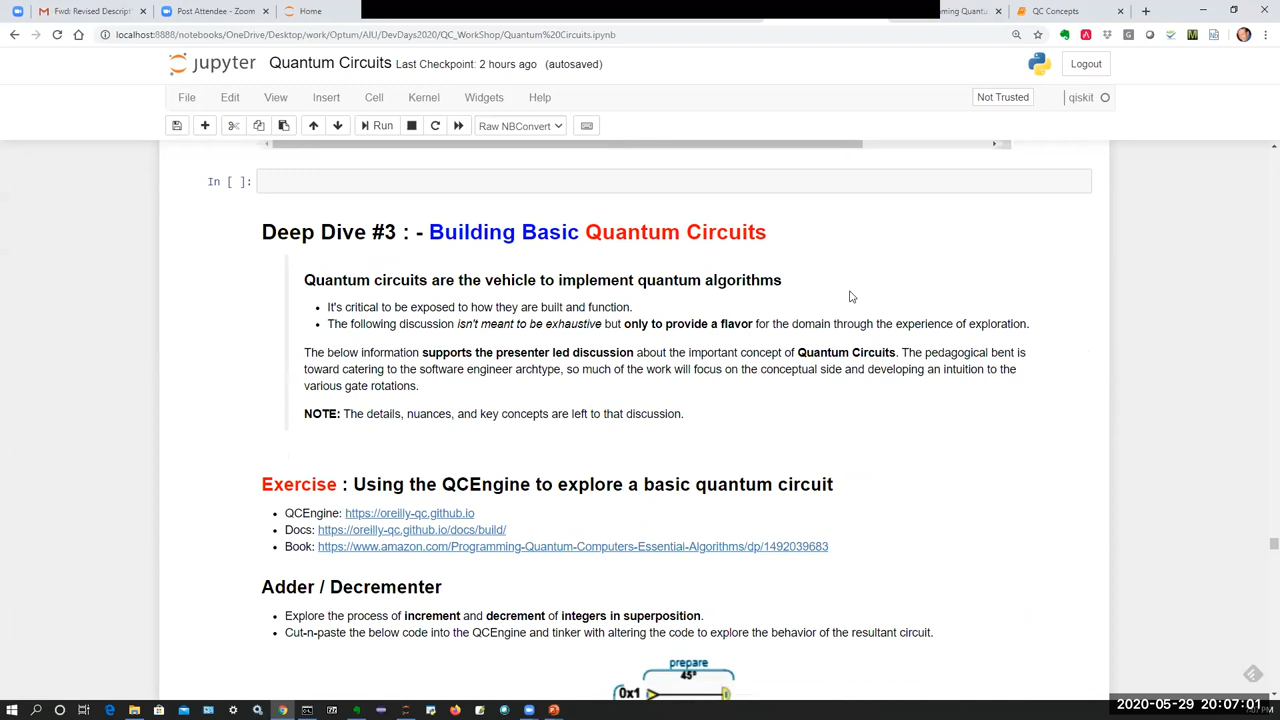 Fwd: Revised Descript
Post Attendee - Zoom
Home
ming Quantu
QC Concepts
localhost:8888/notebooks/OneDrive/Desktop/work/Optum/AIU/DevDays2020/QC_WorkShop/Quantum%20Circuits.ipynb
jupyter Quantum Circuits Last Checkpoint: 2 hours ago (autosaved)
Logout
File Edit View Insert Cell Kernel Widgets Help
Not Trusted
qiskit
Run
Raw NBConvert
In [ ]:
Deep Dive #3 : - Building Basic Quantum Circuits
Quantum circuits are the vehicle to implement quantum algorithms
• It's critical to be exposed to how they are built and function.
• The following discussion isn't meant to be exhaustive but only to provide a flavor for the domain through the experience of exploration.
The below information supports the presenter led discussion about the important concept of Quantum Circuits. The pedagogical bent is
toward catering to the software engineer archtype, so much of the work will focus on the conceptual side and developing an intuition to the
various gate rotations.
NOTE: The details, nuances, and key concepts are left to that discussion.
Exercise : Using the QCEngine to explore a basic quantum circuit
• QCEngine: https://oreilly-qc.github.io
• Docs: https://oreilly-qc.github.io/docs/build/
• Book: https://www.amazon.com/Programming-Quantum-Computers-Essential-Algorithms/dp/1492039683
Adder / Decrementer
• Explore the process of increment and decrement of integers in superposition.
• Cut-n-paste the below code into the QCEngine and tinker with altering the code to explore the behavior of the resultant circuit.
prepare
45°
0x1
2020-05-29 20:07:01